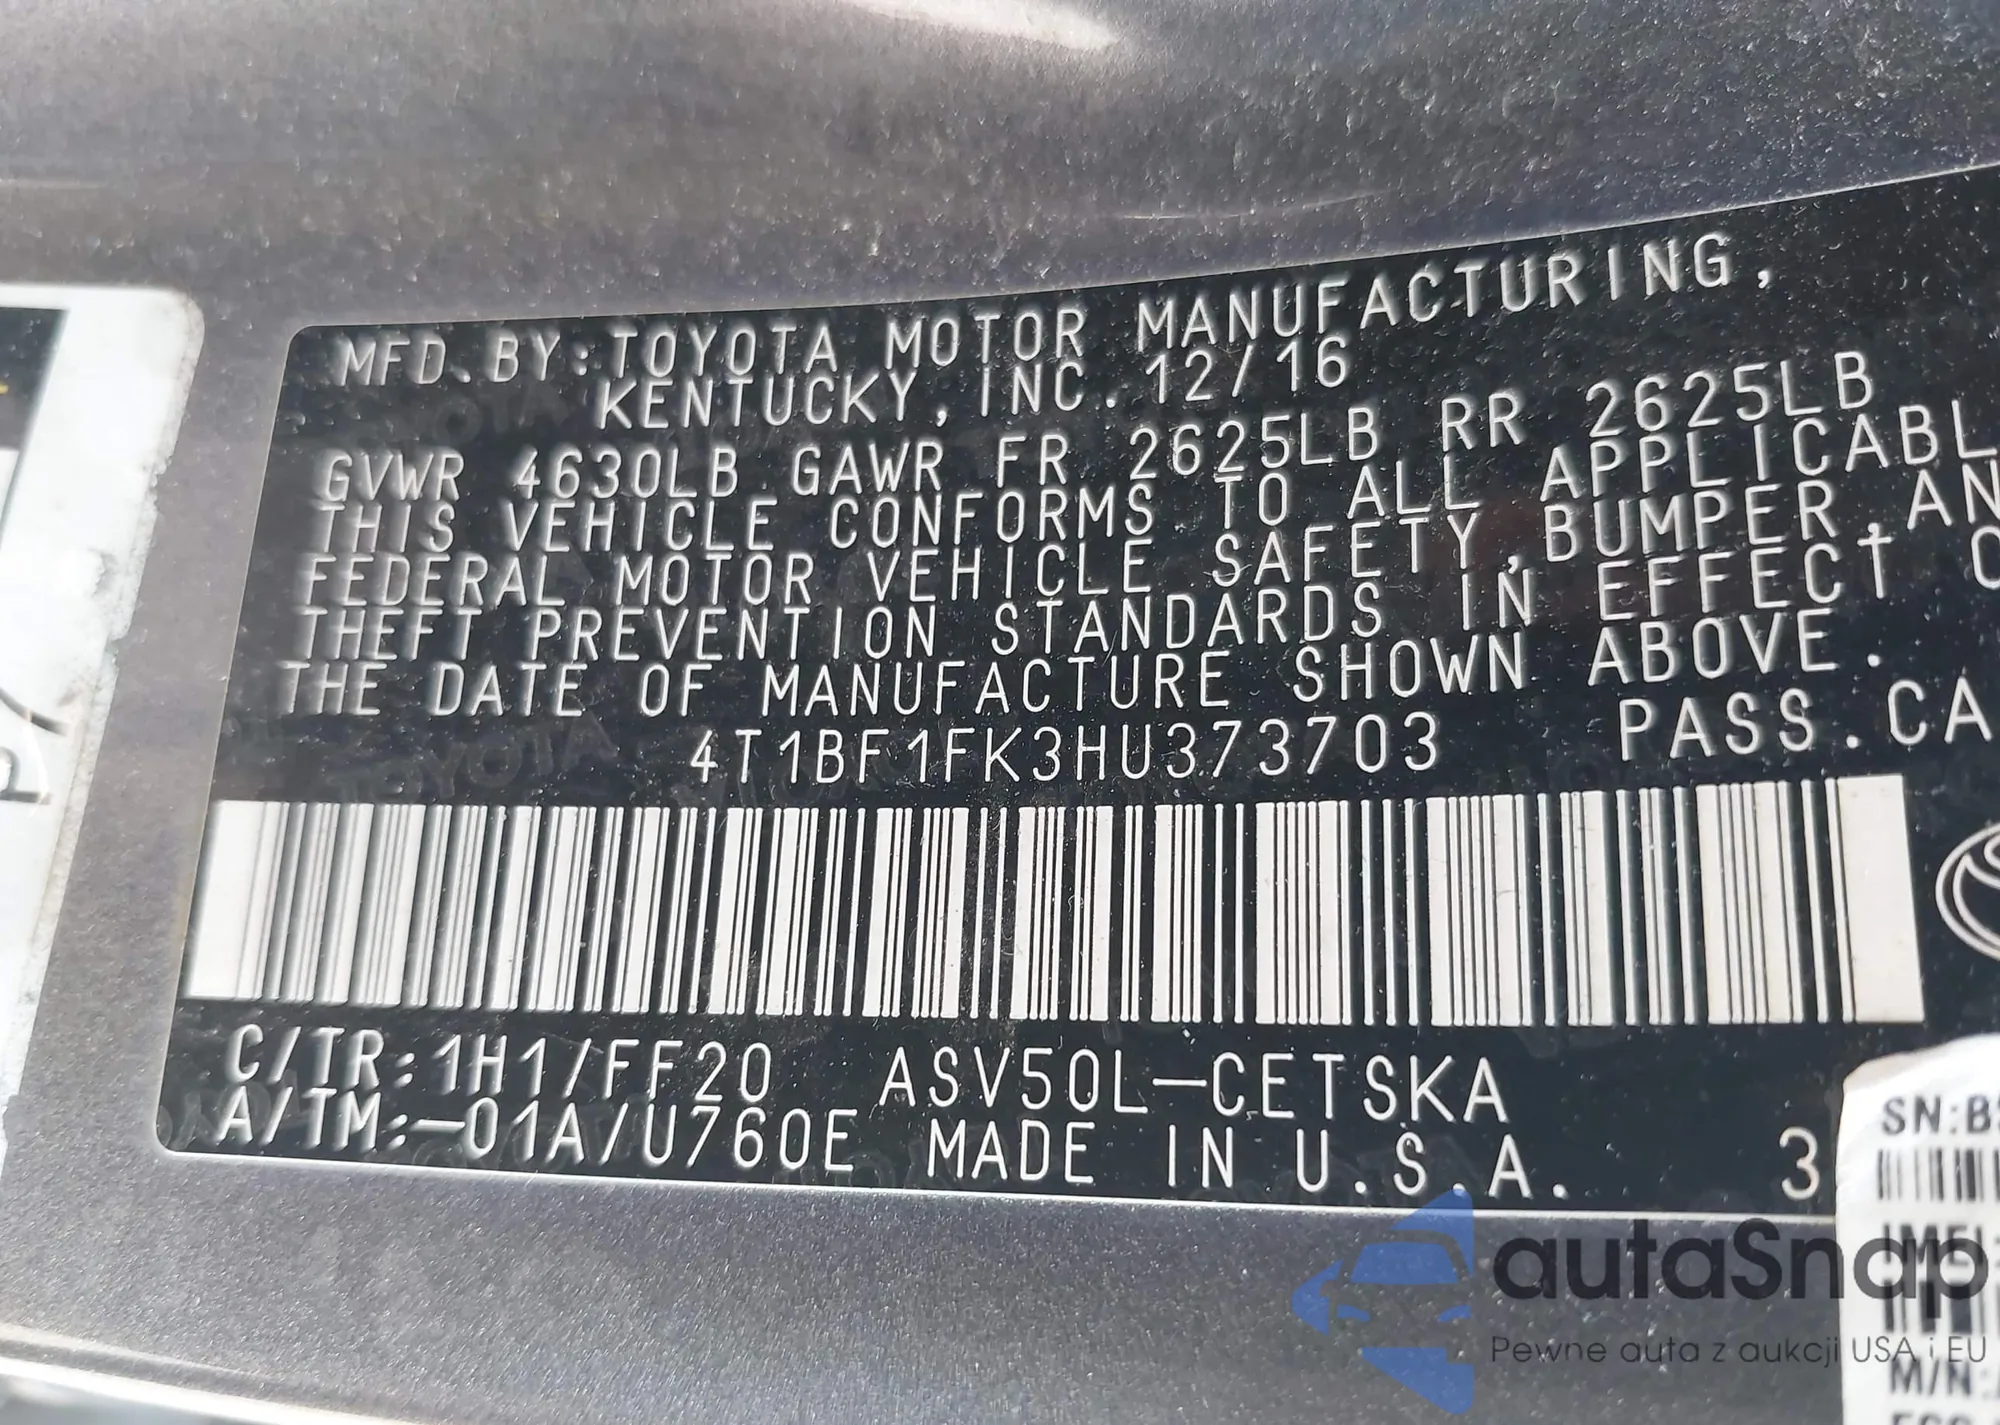 MFD. BY: TOYOTA MOTOR MANUFACTURING,
KENTUCKY, INC. 12/16
GVWR 4630LB GAWR FR 2625LB RR 2625LB
THIS VEHICLE CONFORMS TO ALL APPLICABL
FEDERAL MOTOR VEHICLE SAFETY, BUMPER, AN
THEFT PREVENTION STANDARDS IN EFFECT O
THE DATE OF MANUFACTURE SHOWN ABOVE.
4T1BF1FK3HU373703 PASS. CA
C/TR: 1H1/FF20 ASV50L-CETSKA
A/TM: -01A/U760E MADE IN U.S.A. 3
SN:B
IMEI:
M/N:
autaSnap
Pewne auta z aukcji USA i EU